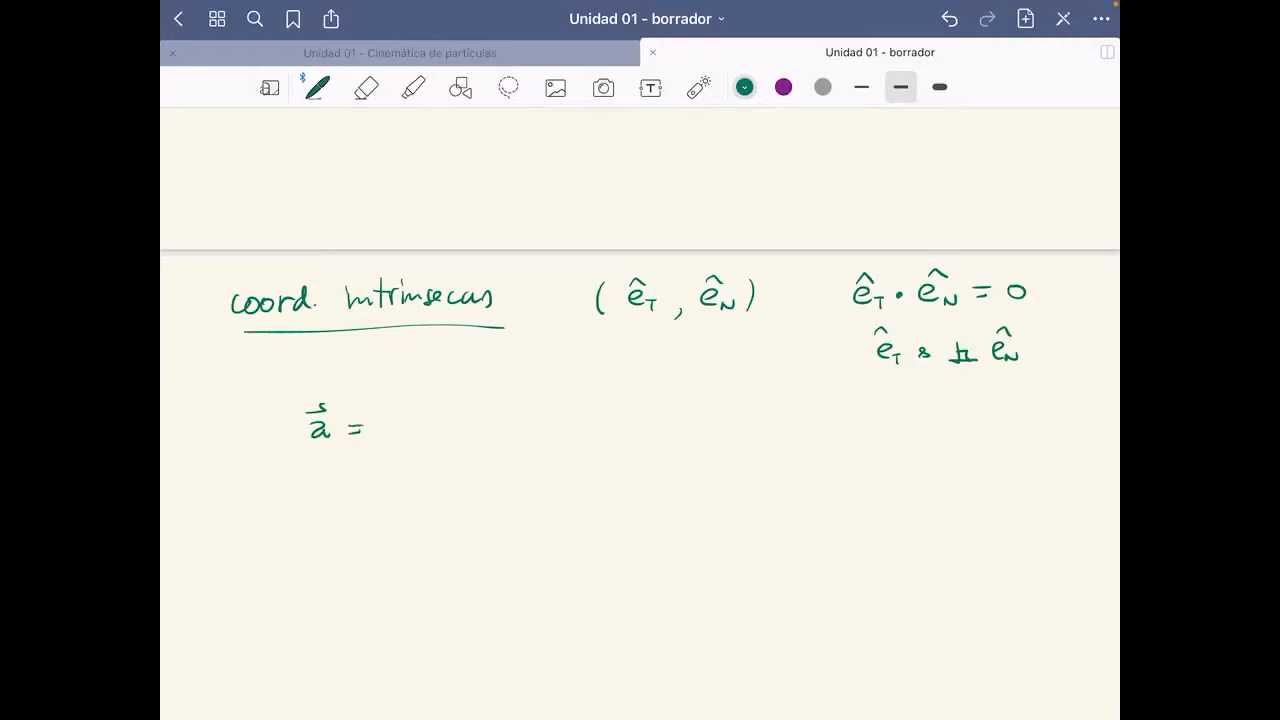 Unidad 01 - borrador
Unidad 01 - Cinemática de partículas
Unidad 01 - borrador
T
coord. intrinsecas ( ê_T , ê_N ) ê_T · ê_N = 0
ê_T ê_N
a⃗ =